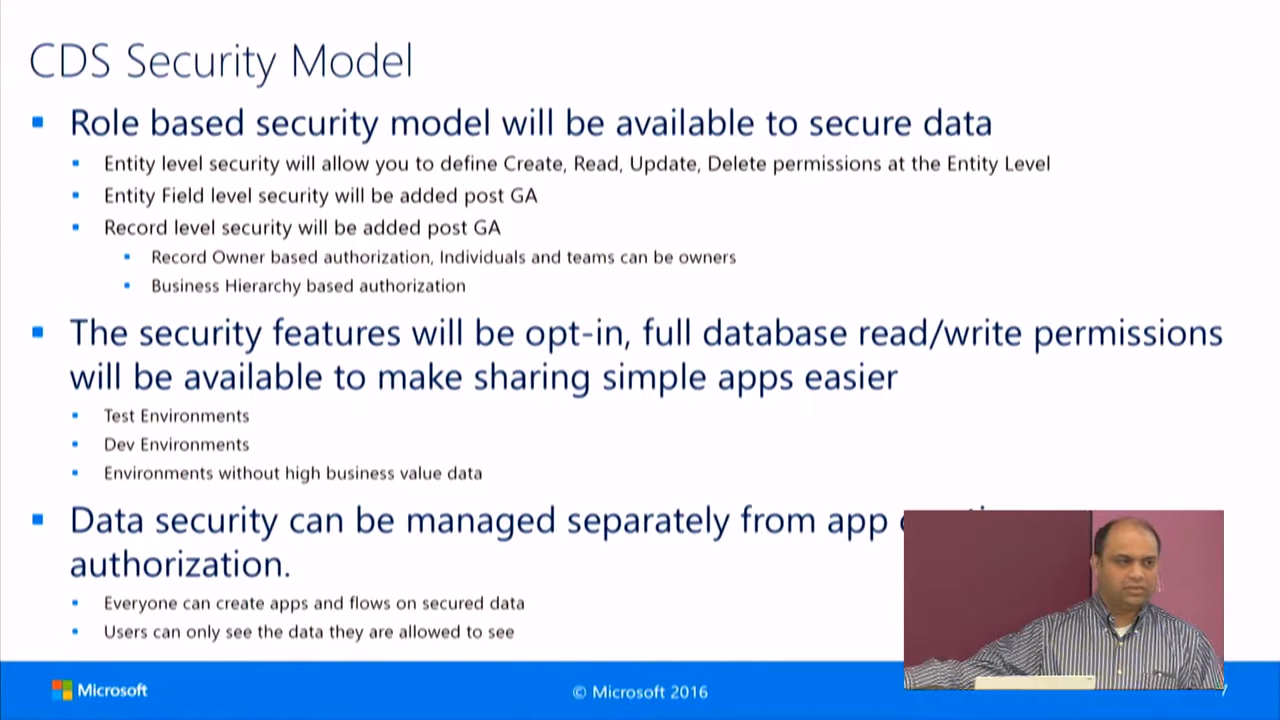 CDS Security Model
Role based security model will be available to secure data
Entity level security will allow you to define Create, Read, Update, Delete permissions at the Entity Level
Entity Field level security will be added post GA
Record level security will be added post GA
Record Owner based authorization, Individuals and teams can be owners
Business Hierarchy based authorization
The security features will be opt-in, full database read/write permissions
will be available to make sharing simple apps easier
Test Environments
Dev Environments
Environments without high business value data
Data security can be managed separately from app
authorization.
Everyone can create apps and flows on secured data
Users can only see the data they are allowed to see
Microsoft
© Microsoft 2016